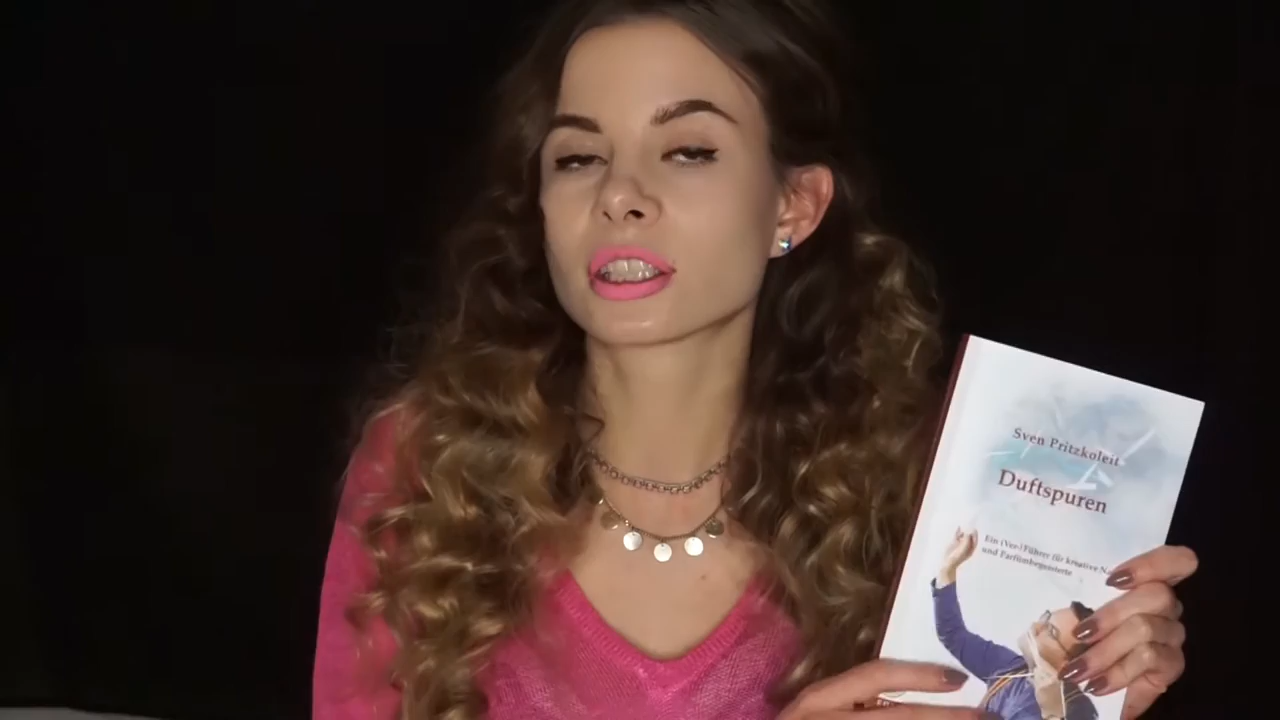 Sven Pritzkoleit
Duftspuren
Ein (Ver-)Führer für kreative
und Parfümbegeisterte